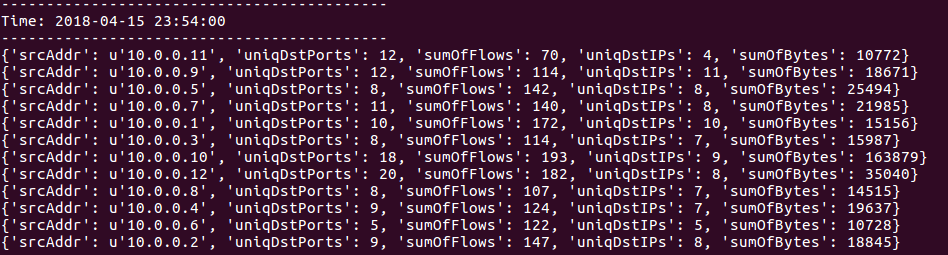 -------------------------------------------
Time: 2018-04-15 23:54:00
-------------------------------------------
{'srcAddr': u'10.0.0.11', 'uniqDstPorts': 12, 'sumOfFlows': 70, 'uniqDstIPs': 4, 'sumOfBytes': 10772}
{'srcAddr': u'10.0.0.9', 'uniqDstPorts': 12, 'sumOfFlows': 114, 'uniqDstIPs': 11, 'sumOfBytes': 18671}
{'srcAddr': u'10.0.0.5', 'uniqDstPorts': 8, 'sumOfFlows': 142, 'uniqDstIPs': 8, 'sumOfBytes': 25494}
{'srcAddr': u'10.0.0.7', 'uniqDstPorts': 11, 'sumOfFlows': 140, 'uniqDstIPs': 8, 'sumOfBytes': 21985}
{'srcAddr': u'10.0.0.1', 'uniqDstPorts': 10, 'sumOfFlows': 172, 'uniqDstIPs': 10, 'sumOfBytes': 15156}
{'srcAddr': u'10.0.0.3', 'uniqDstPorts': 8, 'sumOfFlows': 114, 'uniqDstIPs': 7, 'sumOfBytes': 15987}
{'srcAddr': u'10.0.0.10', 'uniqDstPorts': 18, 'sumOfFlows': 193, 'uniqDstIPs': 9, 'sumOfBytes': 163879}
{'srcAddr': u'10.0.0.12', 'uniqDstPorts': 20, 'sumOfFlows': 182, 'uniqDstIPs': 8, 'sumOfBytes': 35040}
{'srcAddr': u'10.0.0.8', 'uniqDstPorts': 8, 'sumOfFlows': 107, 'uniqDstIPs': 7, 'sumOfBytes': 14515}
{'srcAddr': u'10.0.0.4', 'uniqDstPorts': 9, 'sumOfFlows': 124, 'uniqDstIPs': 7, 'sumOfBytes': 19637}
{'srcAddr': u'10.0.0.6', 'uniqDstPorts': 5, 'sumOfFlows': 122, 'uniqDstIPs': 5, 'sumOfBytes': 10728}
{'srcAddr': u'10.0.0.2', 'uniqDstPorts': 9, 'sumOfFlows': 147, 'uniqDstIPs': 8, 'sumOfBytes': 18845}